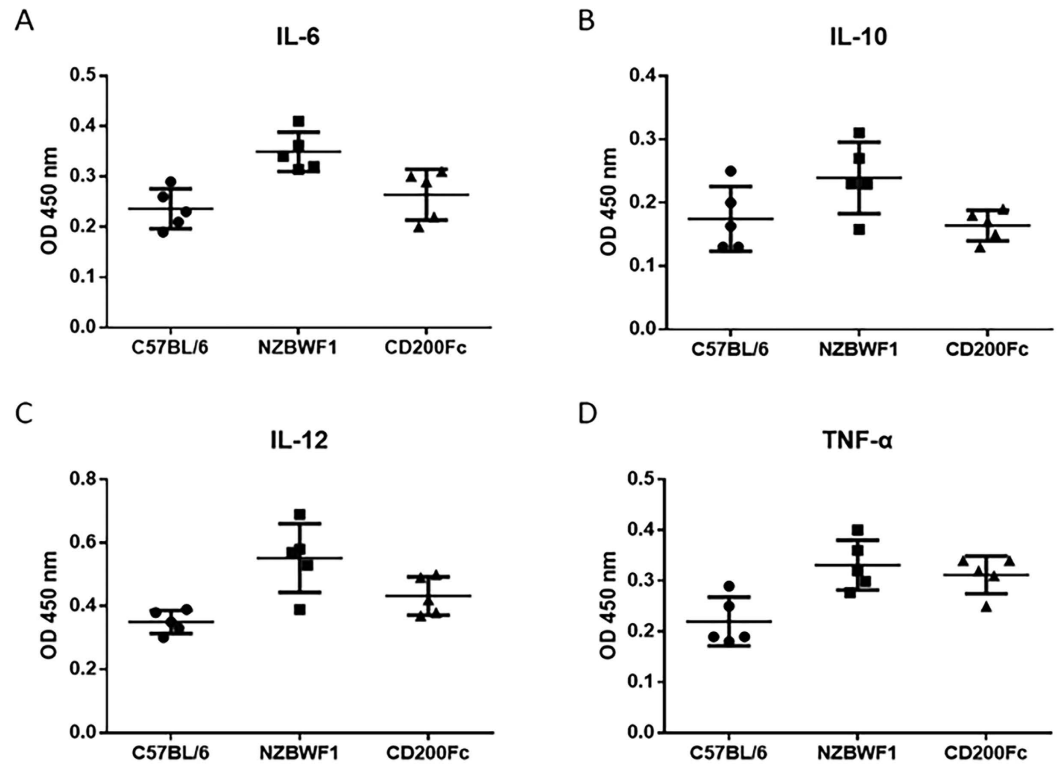 A
IL-6
OD 450 nm
0.5
0.4
0.3
0.2
0.1
0.0
C57BL/6 NZBWF1 CD200Fc
B
IL-10
OD 450 nm
0.4
0.3
0.2
0.1
0.0
C57BL/6 NZBWF1 CD200Fc
C
IL-12
OD 450 nm
0.8
0.6
0.4
0.2
0.0
C57BL/6 NZBWF1 CD200Fc
D
TNF-α
OD 450 nm
0.5
0.4
0.3
0.2
0.1
0.0
C57BL/6 NZBWF1 CD200Fc